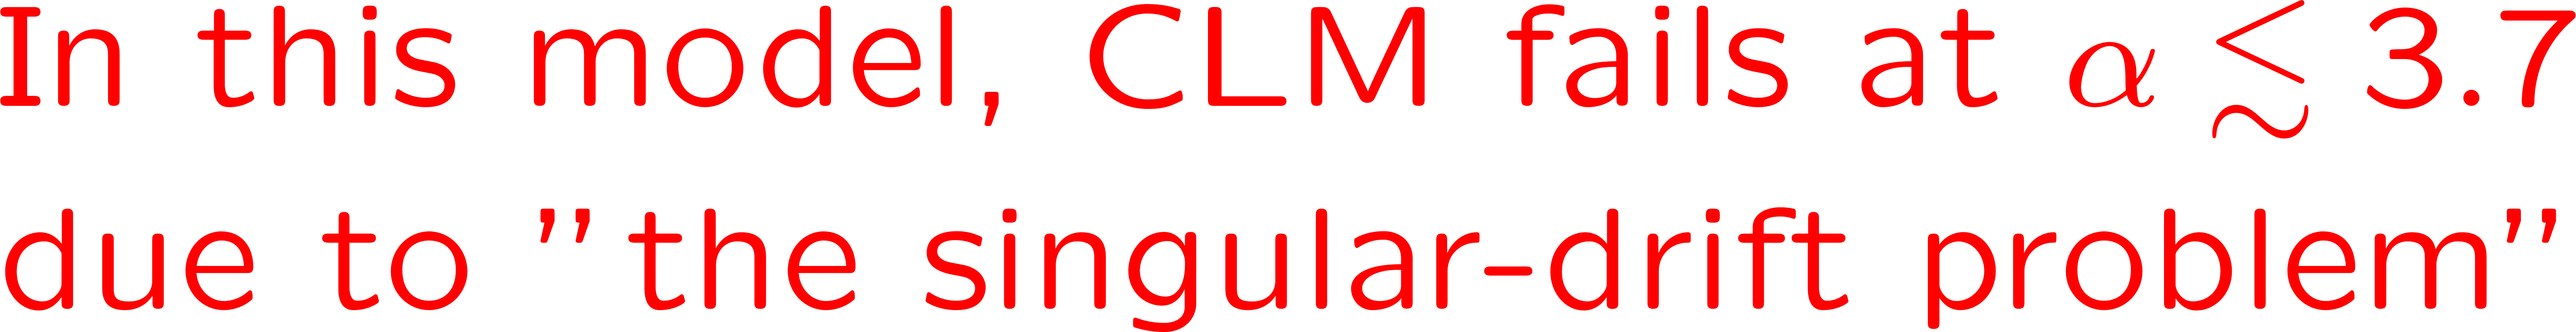 In this model, CLM fails at α ≲ 3.7
due to ”the singular-drift problem”